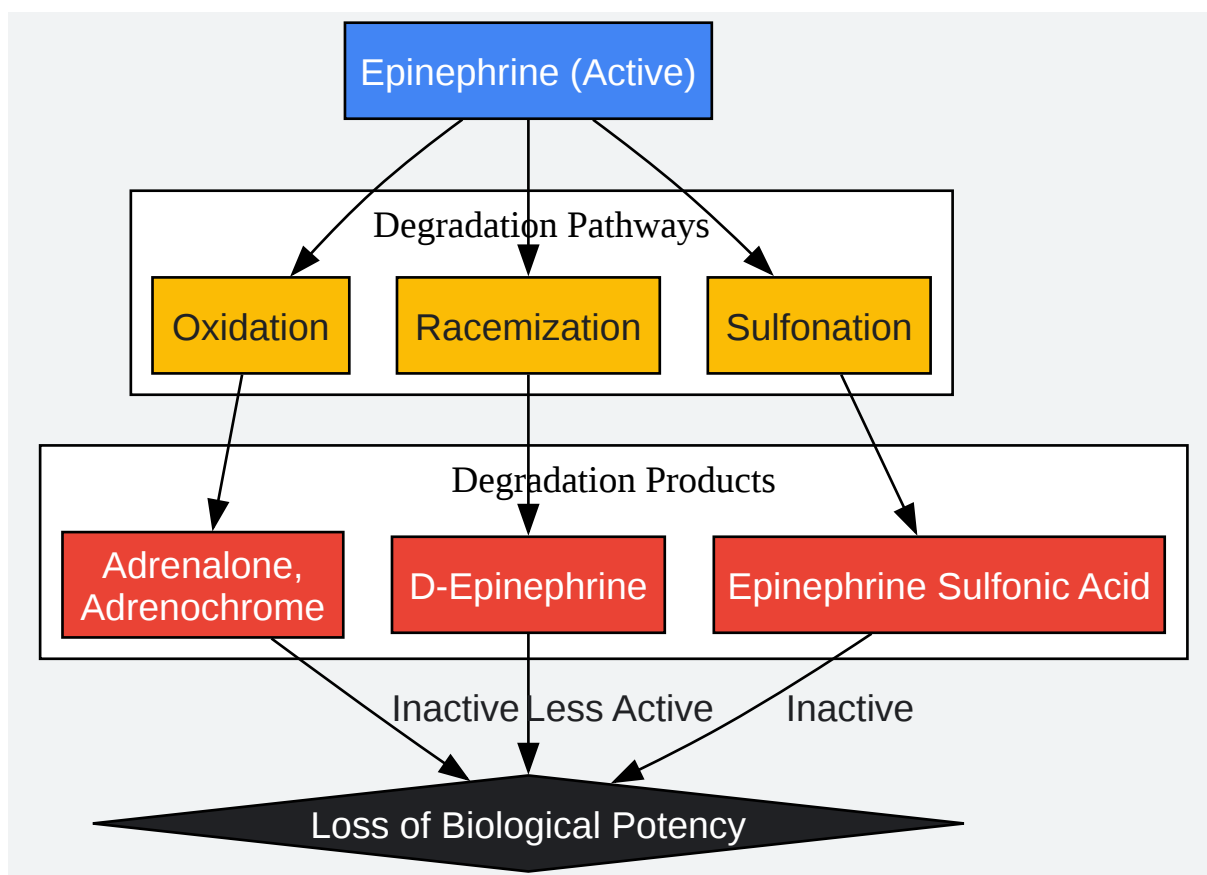 Epinephrine (Active)
Degradation Pathways
Oxidation
Racemization
Sulfonation
Degradation Products
Adrenalone,
Adrenochrome
D-Epinephrine
Epinephrine Sulfonic Acid
Inactive
Less Active
Inactive
Loss of Biological Potency